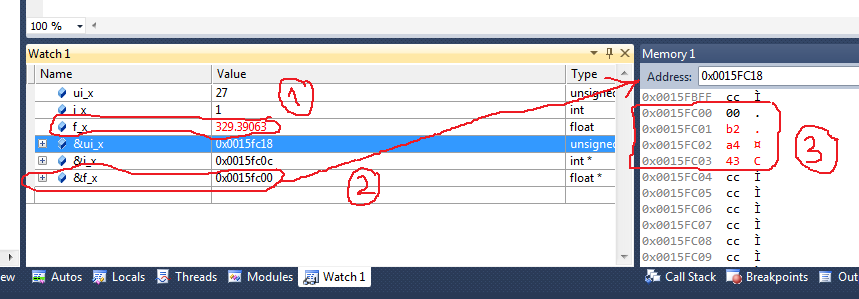 100 %
Watch 1
Name Value Type
ui_x 27 unsigned
i_x 1 int
f_x 329.39063 float
&ui_x 0x0015fc18 unsigned
&i_x 0x0015fc0c int *
&f_x 0x0015fc00 float *
1
2
3
Memory 1
Address: 0x0015FC18
0x0015FBFF cc Ì
0x0015FC00 00 .
0x0015FC01 b2 .
0x0015FC02 a4 ¤
0x0015FC03 43 C
0x0015FC04 cc Ì
0x0015FC05 cc Ì
0x0015FC06 cc Ì
0x0015FC07 cc Ì
0x0015FC08 cc Ì
0x0015FC09 cc Ì
ew Autos Locals Threads Modules Watch 1 Call Stack Breakpoints Out